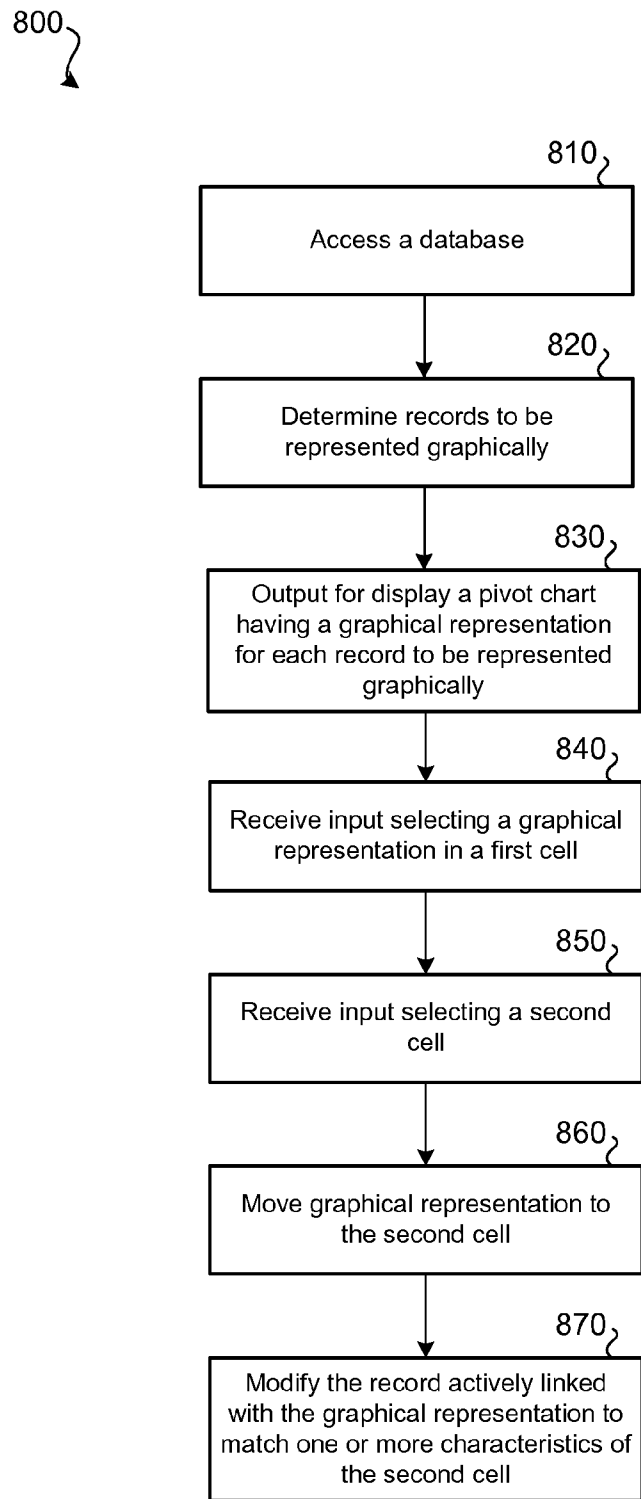 800
810
Access a database
820
Determine records to be
represented graphically
830
Output for display a pivot chart
having a graphical representation
for each record to be represented
graphically
840
Receive input selecting a graphical
representation in a first cell
850
Receive input selecting a second
cell
860
Move graphical representation to
the second cell
870
Modify the record actively linked
with the graphical representation to
match one or more characteristics of
the second cell